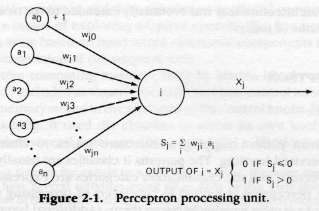 a0 + 1
wj0
a1
wj1
a2
wj2
j
Xj
a3
wj3
wjn
an
Sj = Σ wji ai
i
OUTPUT OF j = Xj { 0 IF Sj ≤ 0
1 IF Sj > 0
Figure 2-1. Perceptron processing unit.